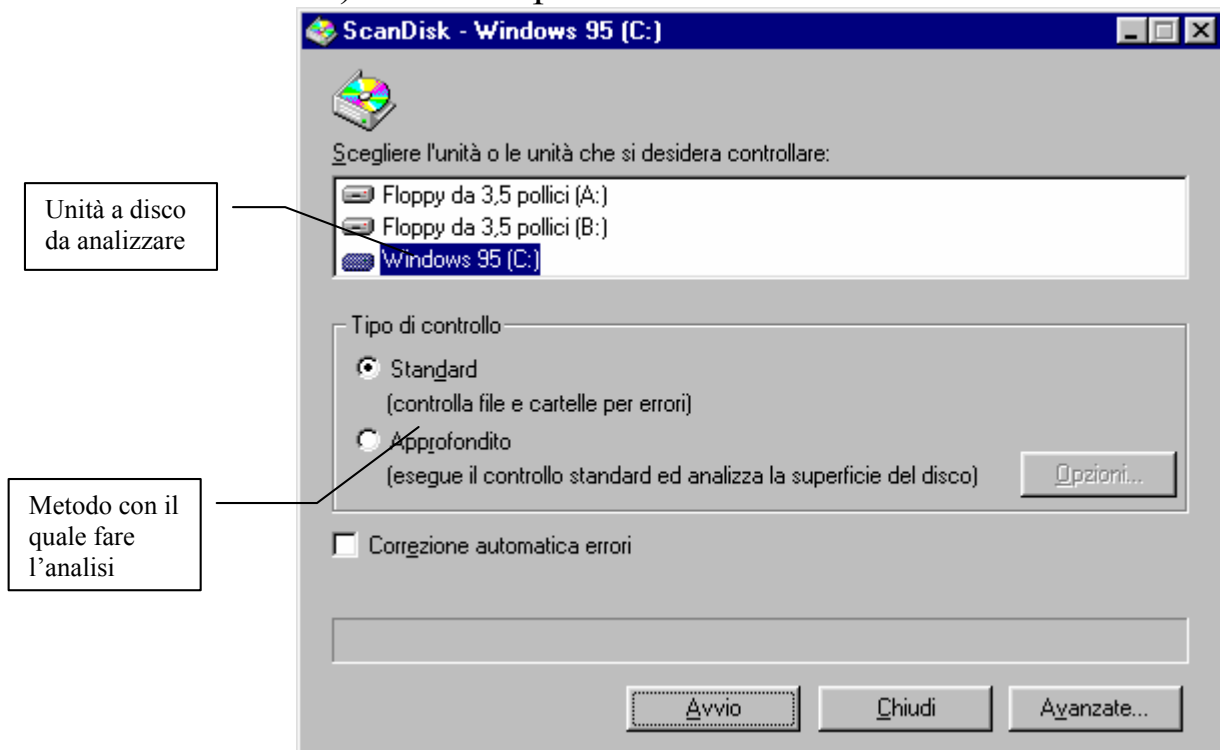 ScanDisk - Windows 95 (C:)
Scegliere l'unità o le unità che si desidera controllare:
Floppy da 3,5 pollici (A:)
Floppy da 3,5 pollici (B:)
Windows 95 (C:)
Unità a disco
da analizzare
Tipo di controllo
Standard
(controlla file e cartelle per errori)
Approfondito
(esegue il controllo standard ed analizza la superficie del disco)
Opzioni...
Metodo con il
quale fare
l’analisi
Correzione automatica errori
Avvio
Chiudi
Avanzate...